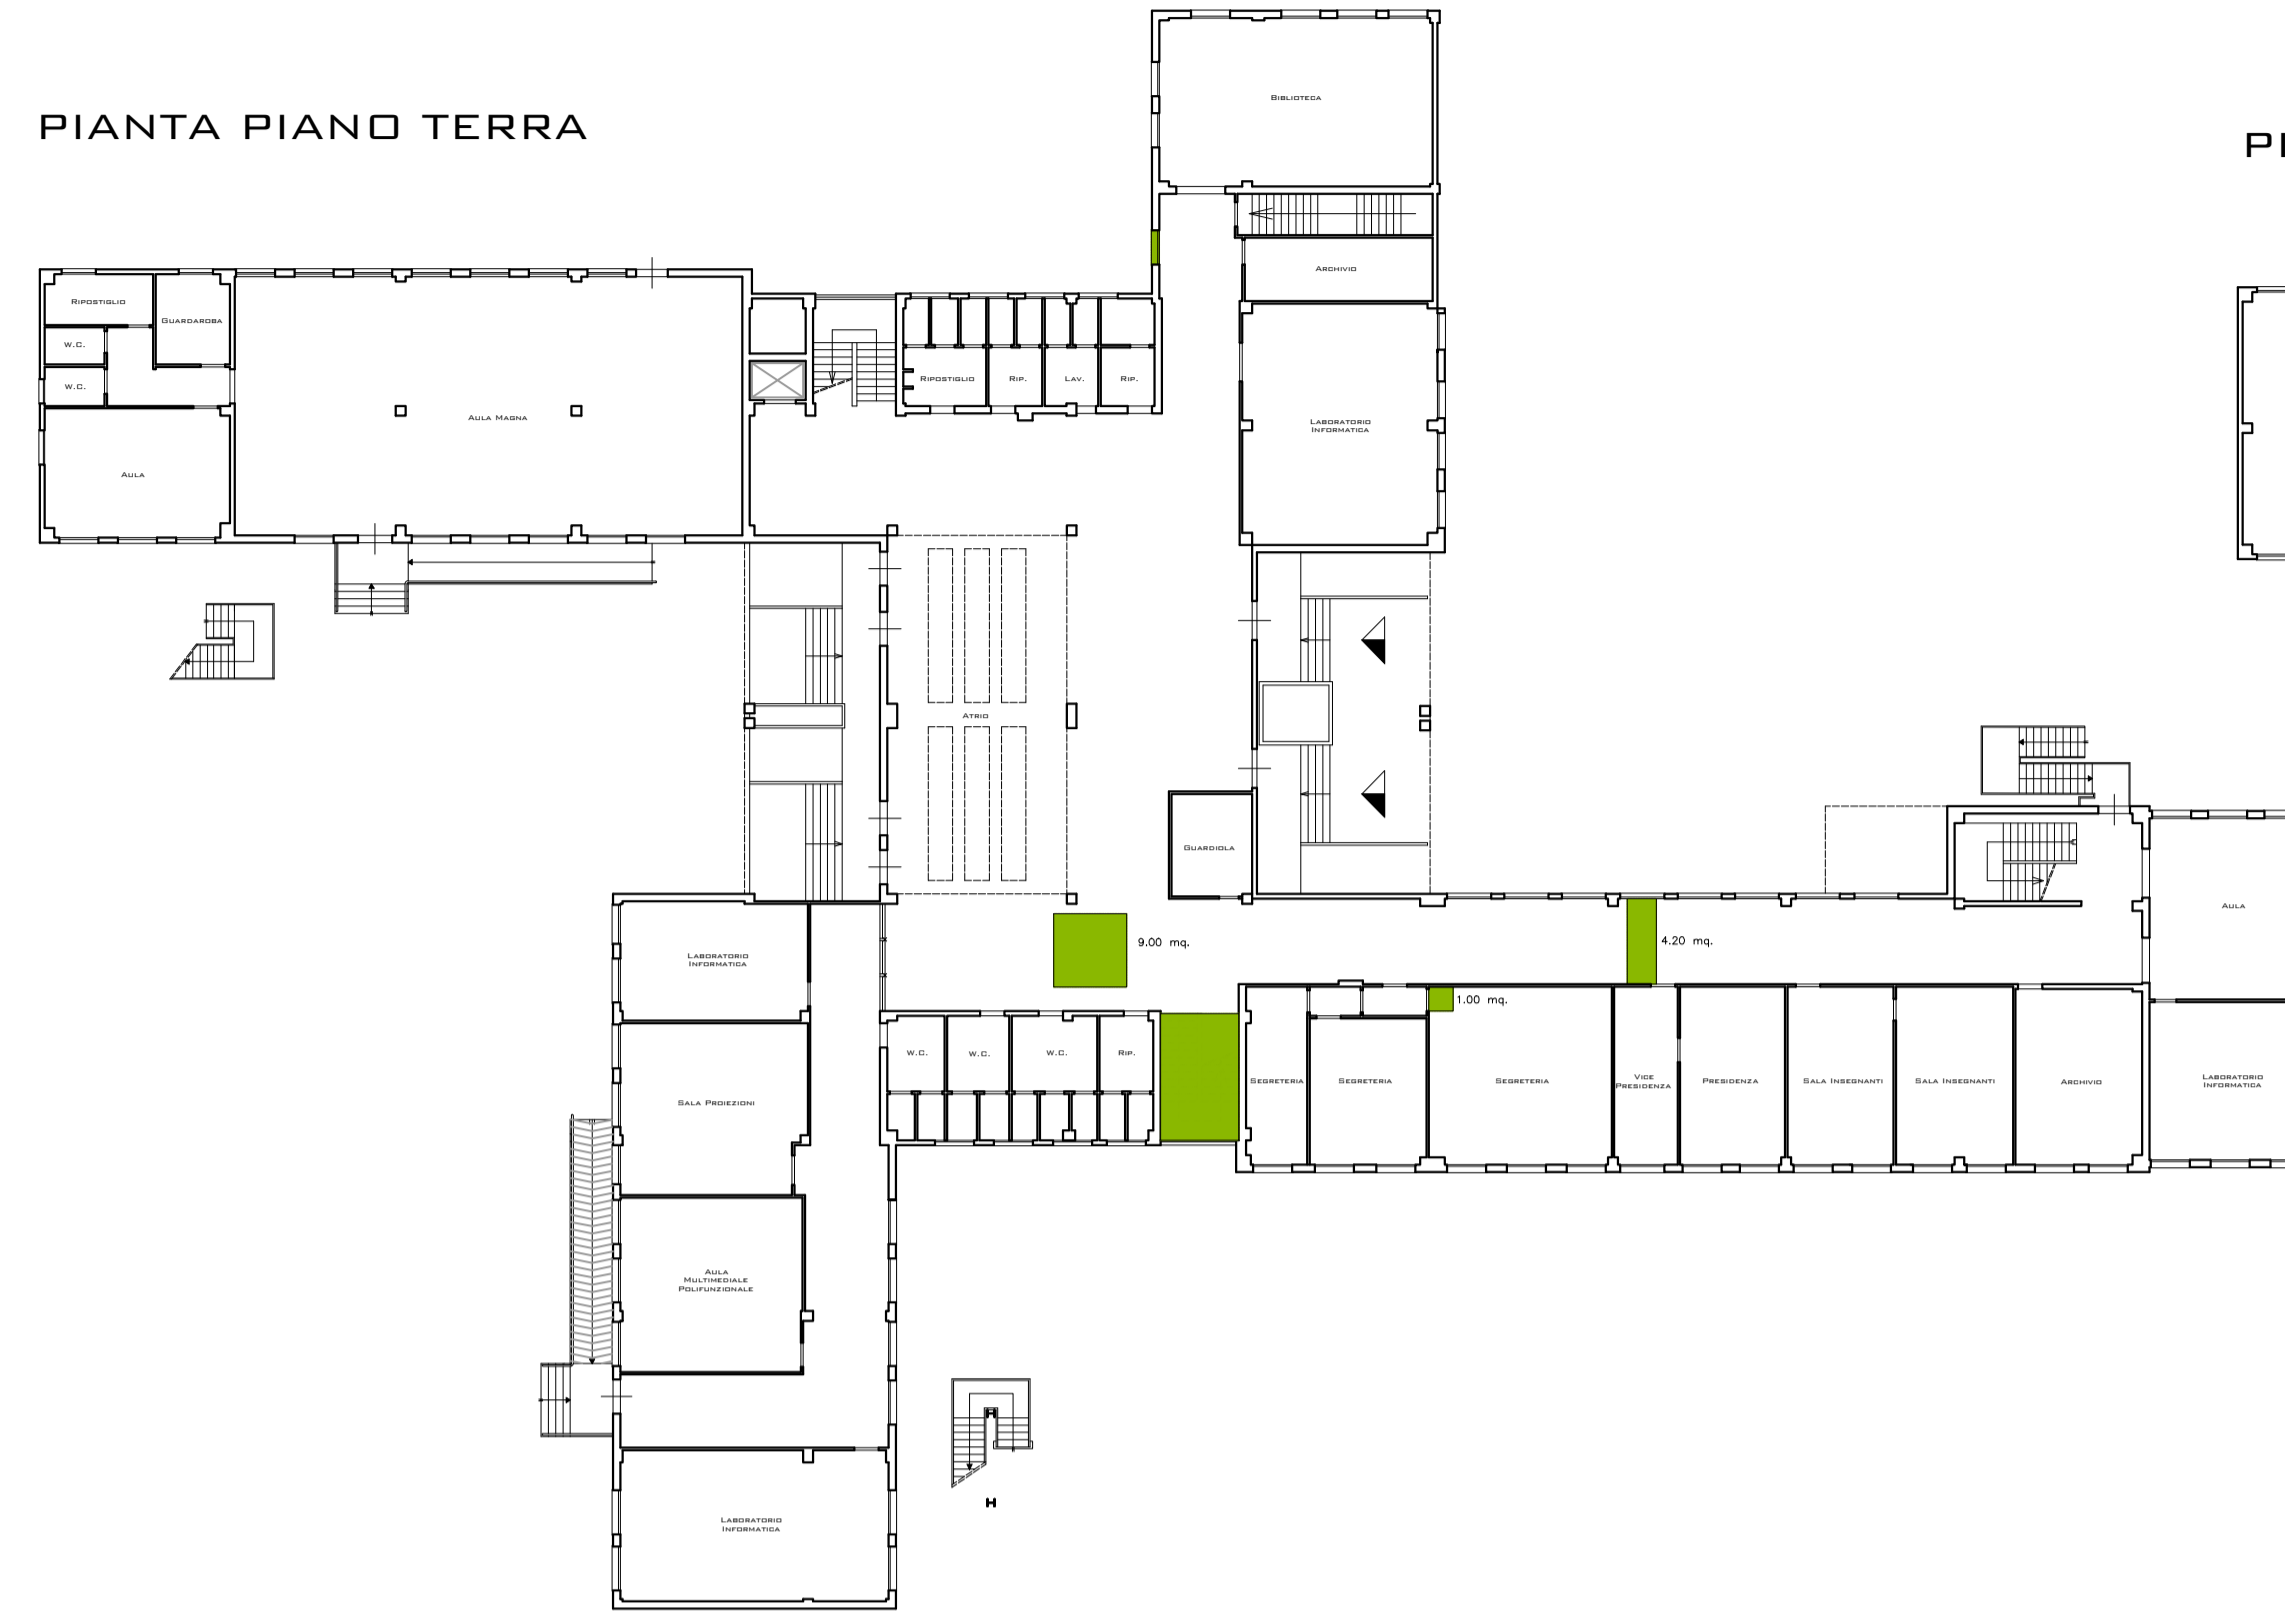 PIANTA PIANO TERRA
P
Biblioteca
Archivio
Ripostiglio
Guardaroba
W.C.
W.C.
Aula Magna
Aula
Ripostiglio
Rip.
Lav.
Rip.
Laboratorio
Informatica
Atrio
Guardiola
Aula
9.00 mq.
4.20 mq.
1.00 mq.
Laboratorio
Informatica
Sala Proiezioni
W.C.
W.C.
W.C.
Rip.
Segreteria
Segreteria
Segreteria
Vice
Presidenza
Presidenza
Sala Insegnanti
Sala Insegnanti
Archivio
Laboratorio
Informatica
Aula
Multimediale
Polifunzionale
Laboratorio
Informatica